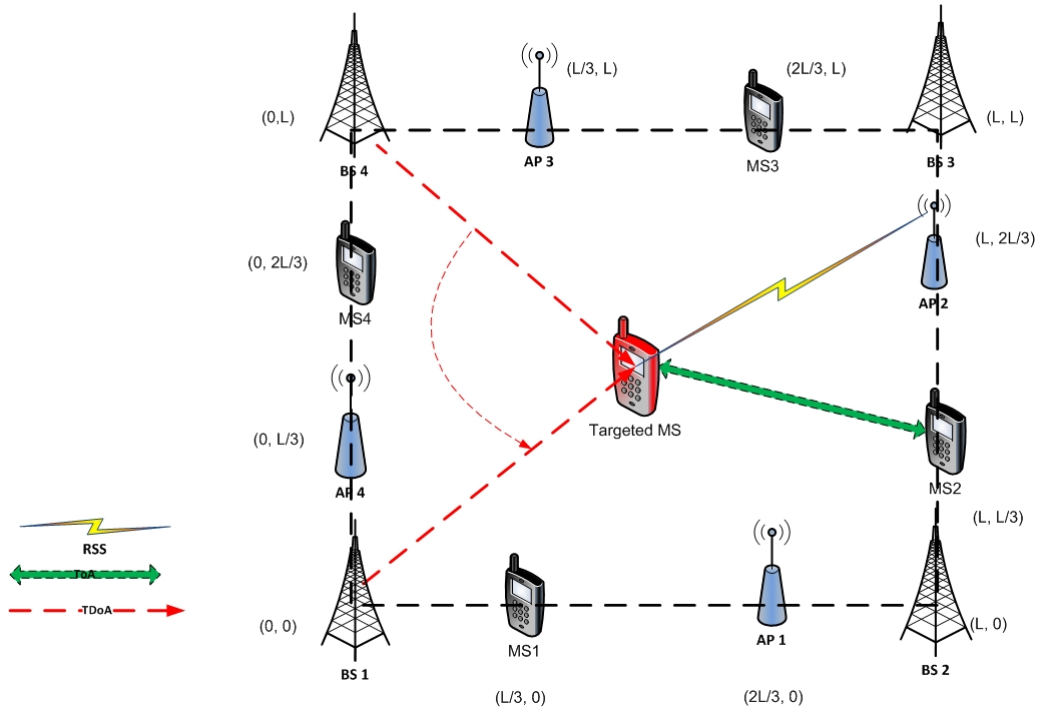 (L/3, L)
(2L/3, L)
(0,L)
(L, L)
AP 3
MS3
BS 4
BS 3
(L, 2L/3)
(0, 2L/3)
AP 2
MS4
Targeted MS
(0, L/3)
AP 4
MS2
(L, L/3)
RSS
ToA
TDoA
(0, 0)
(L, 0)
MS1
AP 1
BS 1
BS 2
(L/3, 0)
(2L/3, 0)